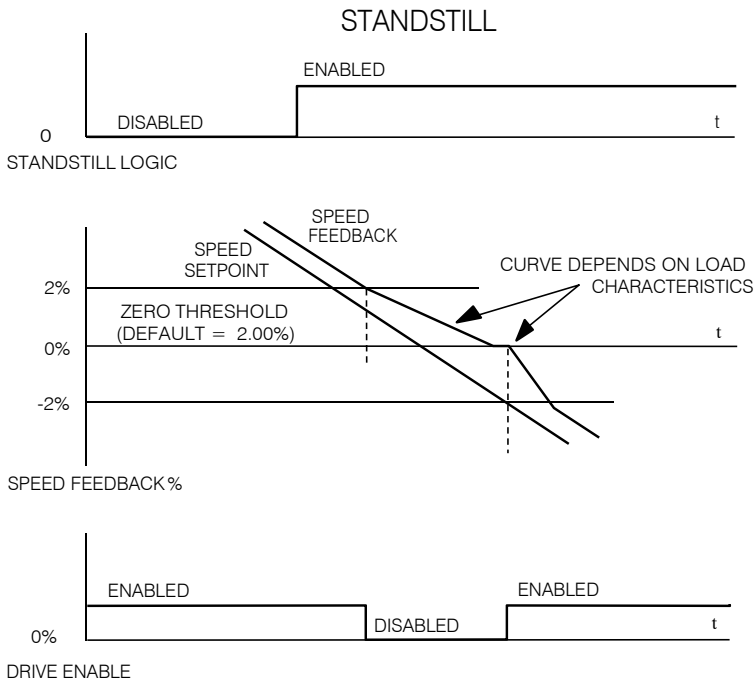 STANDSTILL
ENABLED
DISABLED
t
0
STANDSTILL LOGIC
SPEED
FEEDBACK
SPEED
SETPOINT
CURVE DEPENDS ON LOAD
CHARACTERISTICS
2%
ZERO THRESHOLD
(DEFAULT = 2.00%)
t
0%
-2%
SPEED FEEDBACK %
ENABLED
ENABLED
DISABLED
t
0%
DRIVE ENABLE